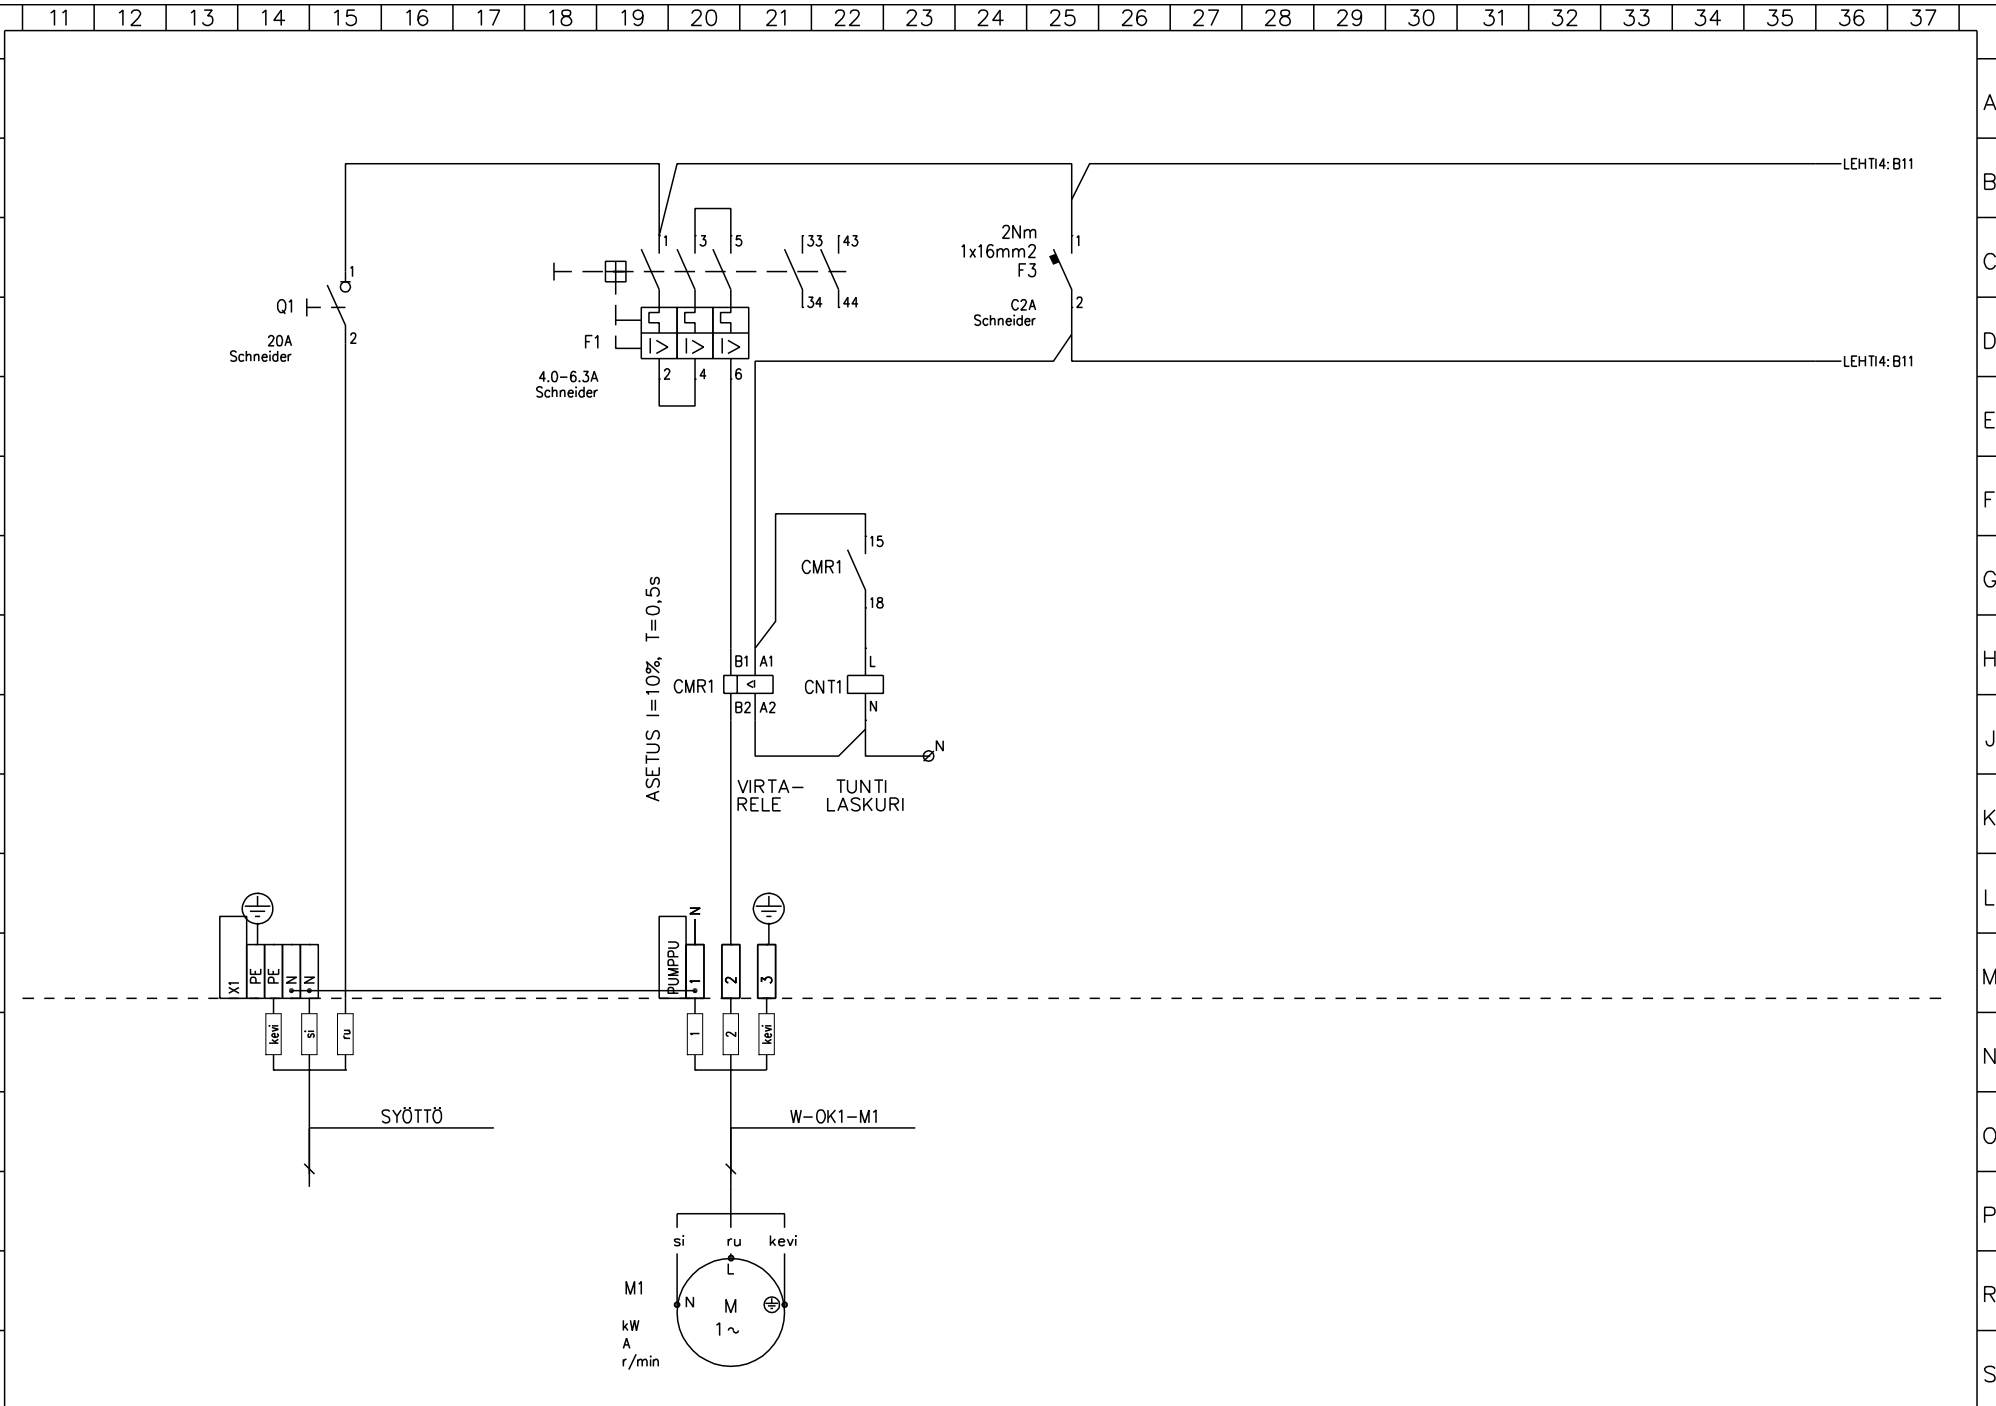 11 12 13 14 15 16 17 18 19 20 21 22 23 24 25 26 27 28 29 30 31 32 33 34 35 36 37
A
LEHTI4:B11
B
2Nm
1x16mm2
F3
1
C
C2A
Schneider
2
1
Q1
20A
Schneider
2
1 3 5 33 43
34 44
F1
4.0-6.3A
Schneider
2 4 6
D
LEHTI4:B11
E
F
15
CMR1
18
G
ASETUS I=10%, T=0,5s
B1 A1
CMR1
B2 A2
L
CNT1
N
H
N
J
VIRTA-
RELE
TUNTI
LASKURI
K
L
X1 PE PE N N
PUMPPU 1 N 2 3
M
kevi si ru
1 2 kevi
N
SYÖTTÖ
W-OK1-M1
O
P
si ru kevi
L
M1
N M
1~
kW
A
r/min
R
S